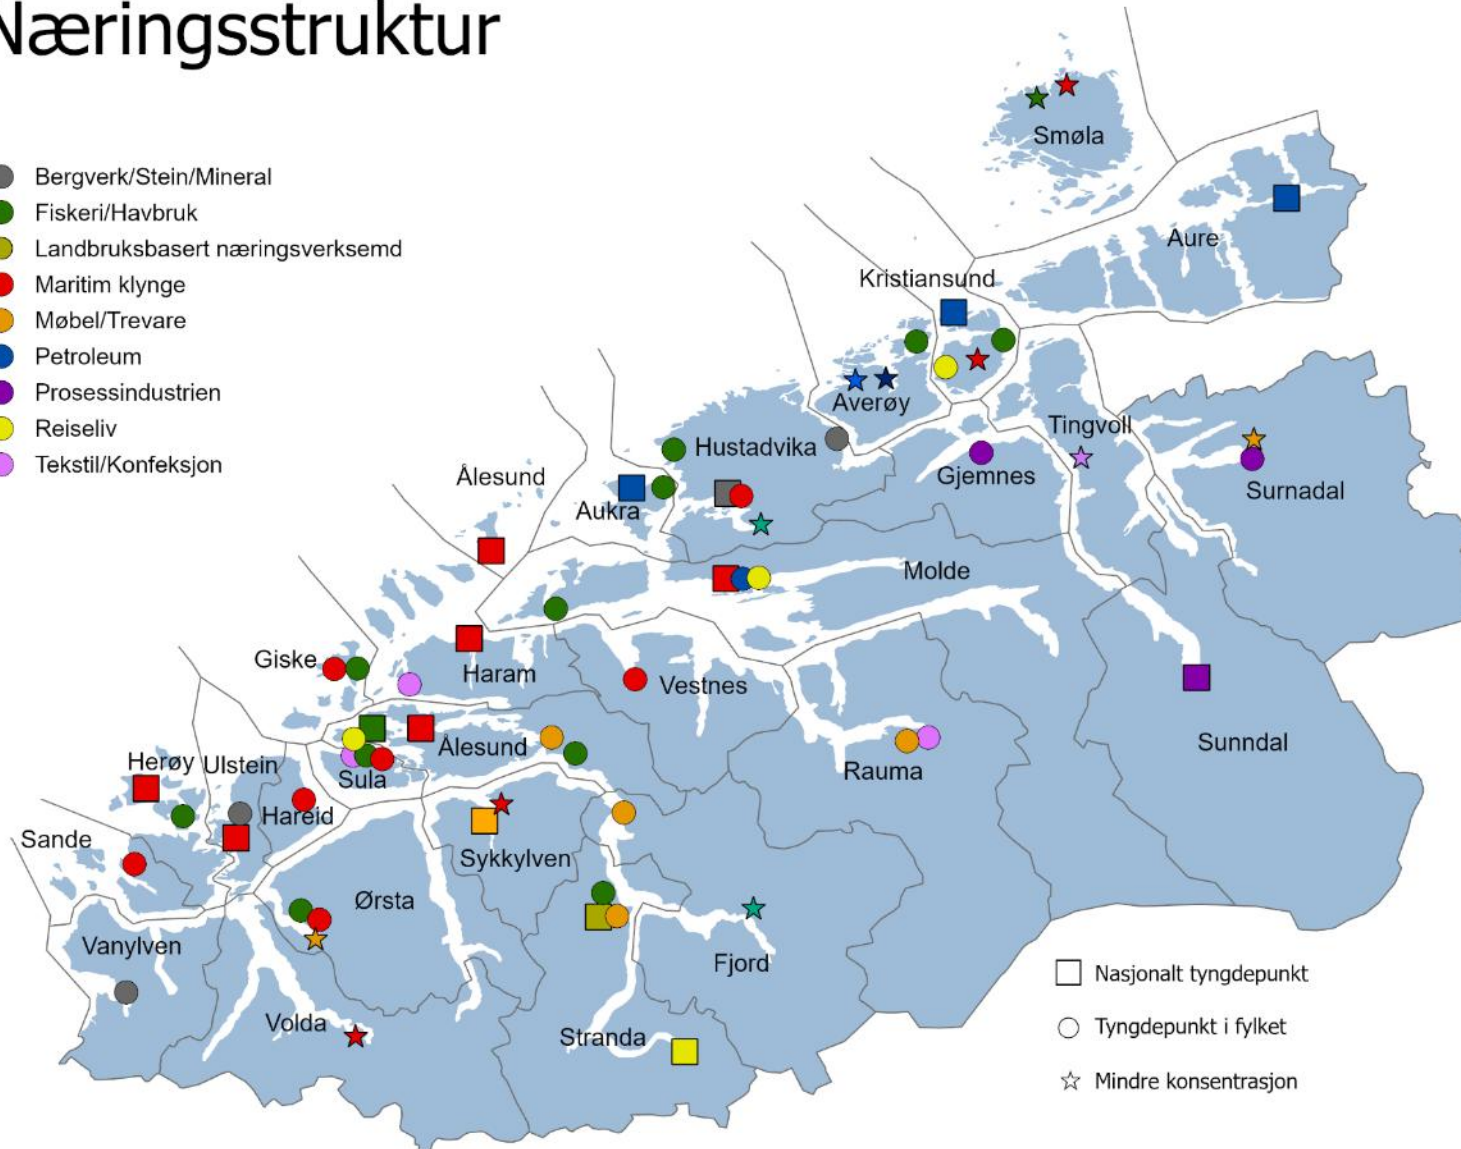 Næringsstruktur
Bergverk/Stein/Mineral
Fiskeri/Havbruk
Landbruksbasert næringsverksemd
Maritim klynge
Møbel/Trevare
Petroleum
Prosessindustrien
Reiseliv
Tekstil/Konfeksjon
Smøla
Aure
Kristiansund
Averøy
Tingvoll
Hustadvika
Gjemnes
Surnadal
Ålesund
Aukra
Molde
Giske
Haram
Vestnes
Sunndal
Ålesund
Rauma
Herøy
Ulstein
Sula
Hareid
Sande
Sykkylven
Ørsta
Vanylven
Fjord
Volda
Stranda
Nasjonalt tyngdepunkt
Tyngdepunkt i fylket
Mindre konsentrasjon